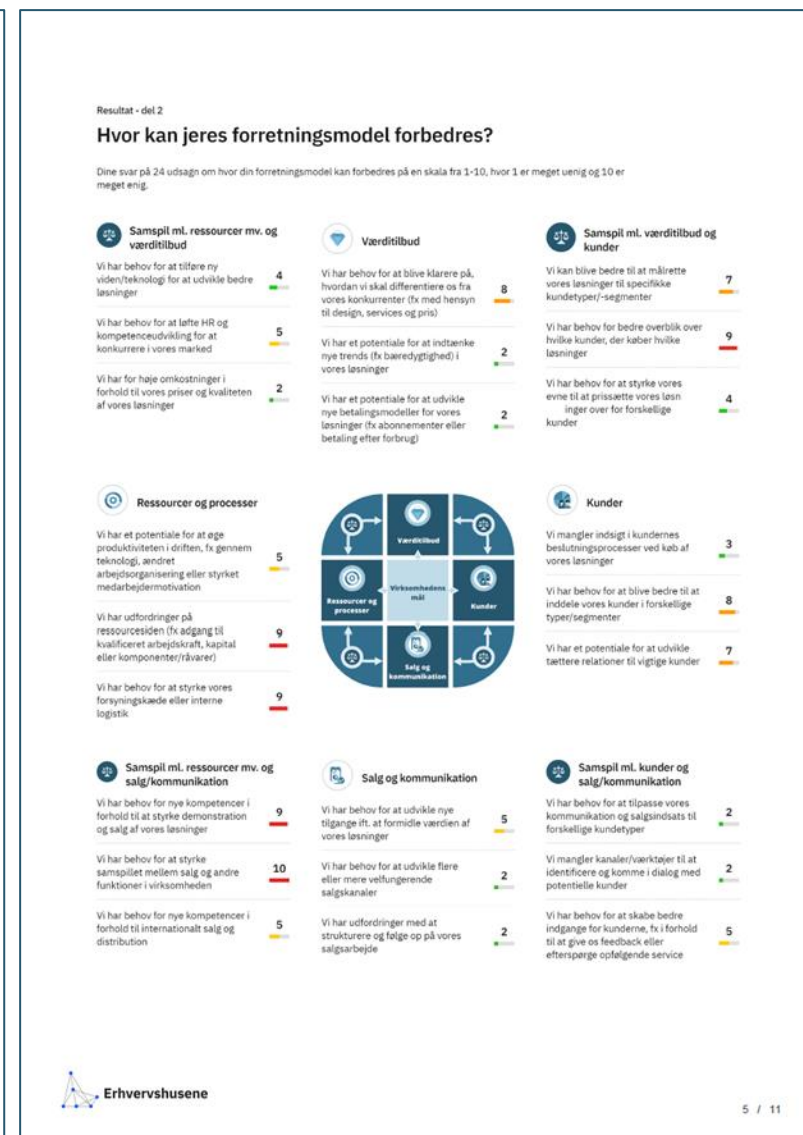 Resultat - del 2
Hvor kan jeres forretningsmodel forbedres?
Dine svar på 24 udsagn om hvor din forretningsmodel kan forbedres på en skala fra 1-10, hvor 1 er meget uenig og 10 er
meget enig.
Samspil ml. ressourcer mv. og
værditilbud
Vi har behov for at tilføre ny
viden/teknologi for at udvikle bedre
løsninger
4
Vi har behov for at løfte HR og
kompetenceudvikling for at
konkurrere i vores marked
5
Vi har for høje omkostninger i
forhold til vores priser og kvaliteten
af vores løsninger
2
Værditilbud
Vi har behov for at blive klarere på,
hvordan vi skal differentiere os fra
vores konkurrenter (fx med hensyn
til design, services og pris)
8
Vi har et potentiale for at indtænke
nye trends (fx bæredygtighed) i
vores løsninger
2
Vi har et potentiale for at udvikle
nye betalingsmodeller for vores
løsninger (fx abonnementer eller
betaling efter forbrug)
2
Samspil ml. værditilbud og
kunder
Vi kan blive bedre til at målrette
vores løsninger til specifikke
kundetyper/-segmenter
7
Vi har behov for bedre overblik over
hvilke kunder, der køber hvilke
løsninger
9
Vi har behov for at styrke vores
evne til at prissætte vores løsn
inger over for forskellige
kunder
4
Ressourcer og processer
Vi har et potentiale for at øge
produktiviteten i driften, fx gennem
teknologi, ændret
arbejdsorganisering eller styrket
medarbejdermotivation
5
Vi har udfordringer på
ressourcesiden (fx adgang til
kvalificeret arbejdskraft, kapital
eller komponenter/råvarer)
9
Vi har behov for at styrke vores
forsyningskæde eller interne
logistik
9
Værditilbud
Ressourcer og
processer
Virksomhedens
mål
Kunder
Salg og
kommunikation
Kunder
Vi mangler indsigt i kundernes
beslutningsprocesser ved køb af
vores løsninger
3
Vi har behov for at blive bedre til at
inddele vores kunder i forskellige
typer/segmenter
8
Vi har et potentiale for at udvikle
tættere relationer til vigtige kunder
7
Samspil ml. ressourcer mv. og
salg/kommunikation
Vi har behov for nye kompetencer i
forhold til at styrke demonstration
og salg af vores løsninger
9
Vi har behov for at styrke
samspillet mellem salg og andre
funktioner i virksomheden
10
Vi har behov for nye kompetencer i
forhold til internationalt salg og
distribution
5
Salg og kommunikation
Vi har behov for at udvikle nye
tilgange ift. at formidle værdien af
vores løsninger
5
Vi har behov for at udvikle flere
eller mere velfungerende
salgskanaler
2
Vi har udfordringer med at
strukturere og følge op på vores
salgsarbejde
2
Samspil ml. kunder og
salg/kommunikation
Vi har behov for at tilpasse vores
kommunikation og salgsindsats til
forskellige kundetyper
2
Vi mangler kanaler/værktøjer til at
identificere og komme i dialog med
potentielle kunder
2
Vi har behov for at skabe bedre
indgange for kunderne, fx i forhold
til at give os feedback eller
efterspørge opfølgende service
5
Erhvervshusene
5 / 11